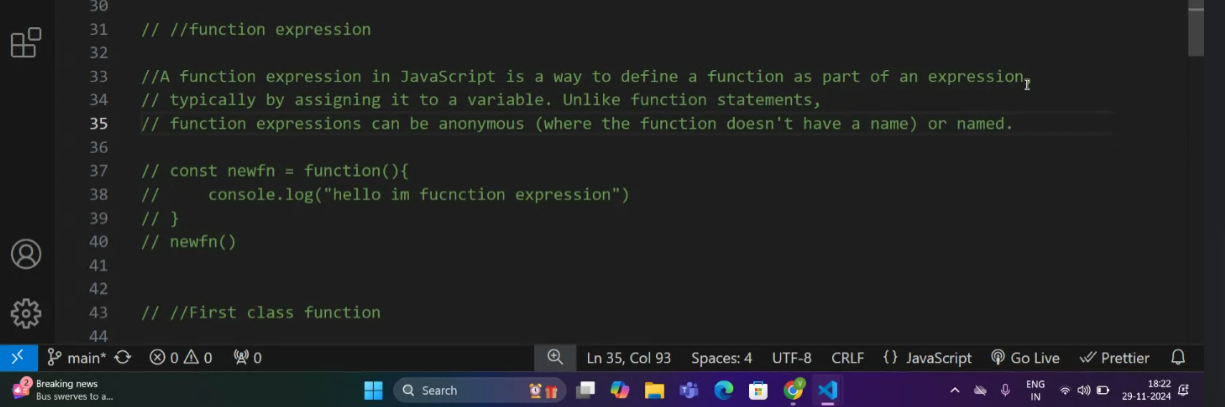 30
31 // //function expression
32
33 //A function expression in JavaScript is a way to define a function as part of an expression,
34 // typically by assigning it to a variable. Unlike function statements,
35 // function expressions can be anonymous (where the function doesn't have a name) or named.
36
37 // const newfn = function(){
38 //     console.log("hello im fucnction expression")
39 // }
40 // newfn()
41
42
43 // //First class function
44
main* 0 0 0 Ln 35, Col 93 Spaces: 4 UTF-8 CRLF {} JavaScript Go Live Prettier
2 Breaking news
Bus swerves to a...
Search
ENG
IN
18:22
29-11-2024